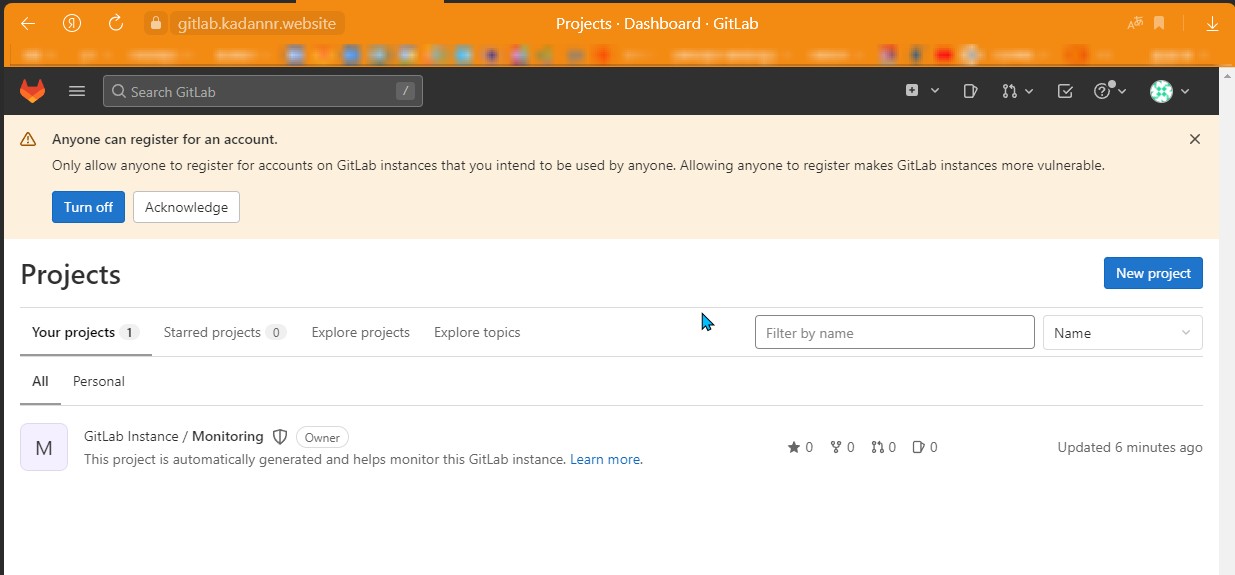 Я gitlab.kadannr.website Projects · Dashboard · GitLab
Search GitLab /
Anyone can register for an account.
Only allow anyone to register for accounts on GitLab instances that you intend to be used by anyone. Allowing anyone to register makes GitLab instances more vulnerable.
Turn off Acknowledge
Projects New project
Your projects 1 Starred projects 0 Explore projects Explore topics Filter by name Name
All Personal
M GitLab Instance / Monitoring Owner
0 0 0 0 Updated 6 minutes ago
This project is automatically generated and helps monitor this GitLab instance. Learn more.